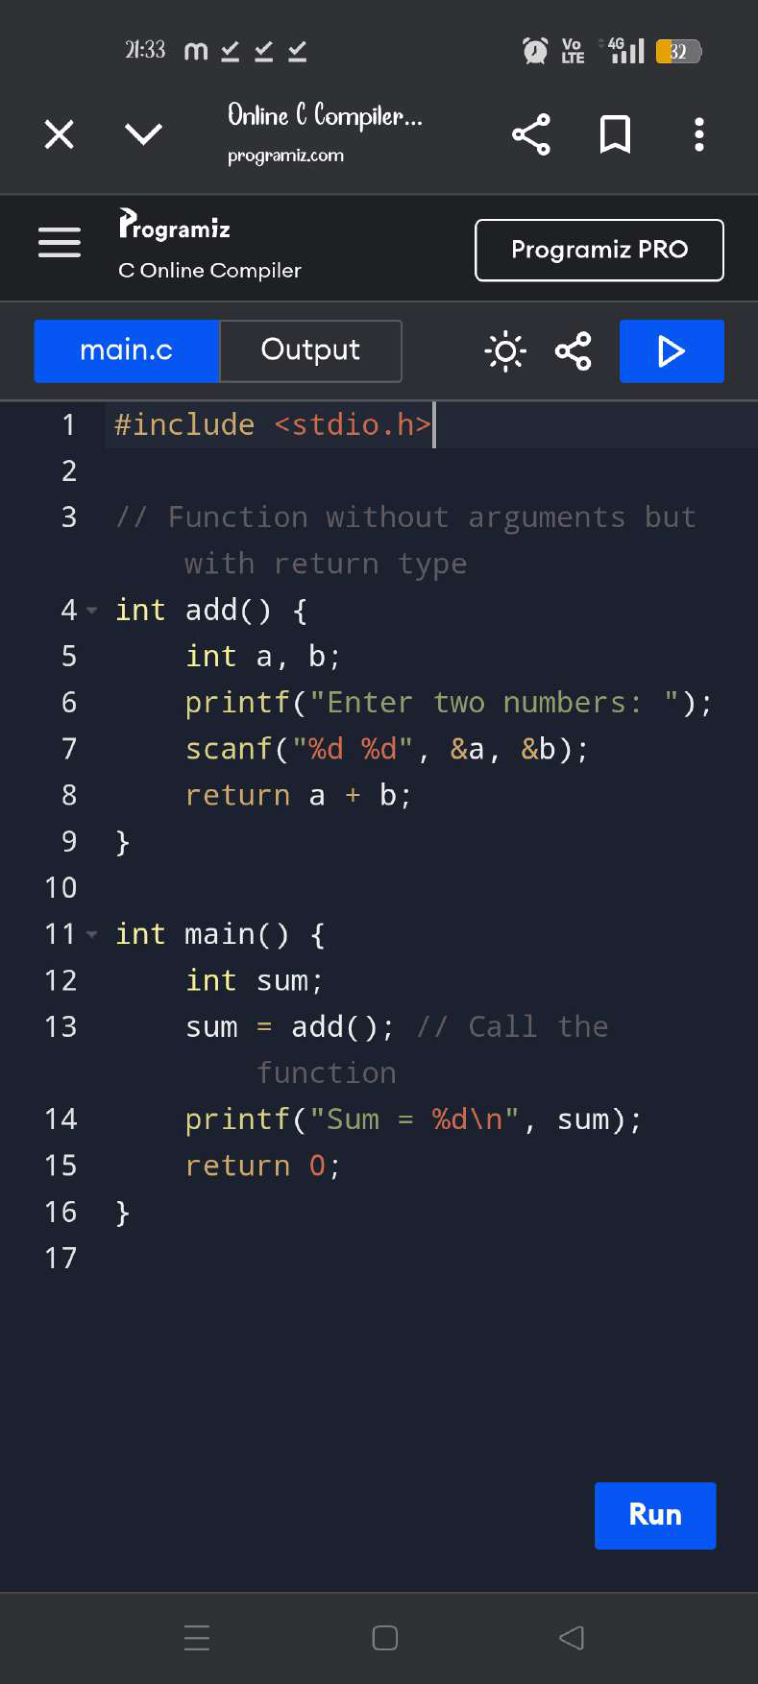 21:33 m Vo LTE 4G 32
Online C Compiler...
programiz.com
Programiz
C Online Compiler
Programiz PRO
main.c Output
1 #include <stdio.h>
2
3 // Function without arguments but
with return type
4 int add() {
5 int a, b;
6 printf("Enter two numbers: ");
7 scanf("%d %d", &a, &b);
8 return a + b;
9 }
10
11 int main() {
12 int sum;
13 sum = add(); // Call the
function
14 printf("Sum = %d\n", sum);
15 return 0;
16 }
17
Run